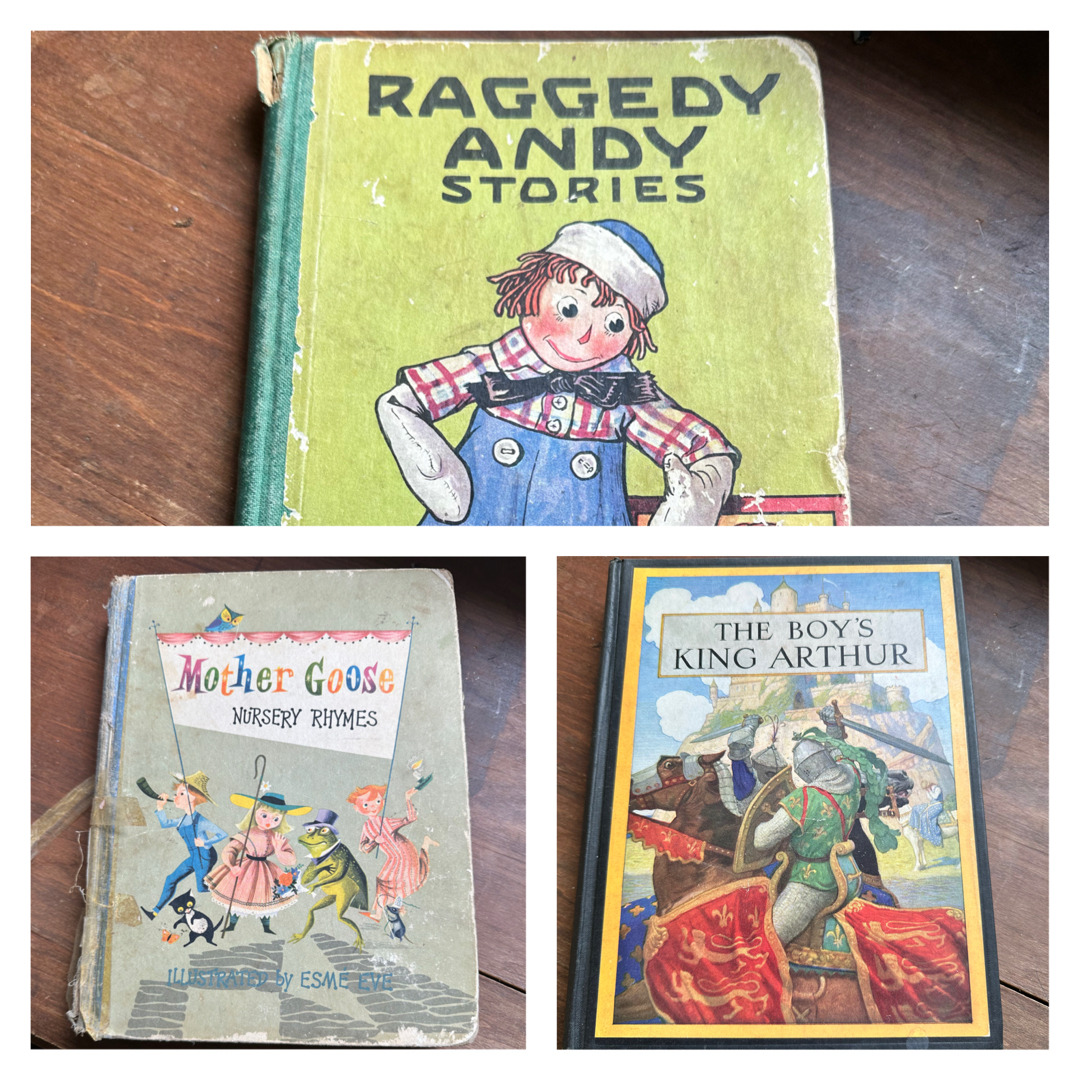 RAGGEDY
ANDY
STORIES
Mother Goose
NURSERY RHYMES
ILLUSTRATED by ESME EVE
THE BOY'S
KING ARTHUR